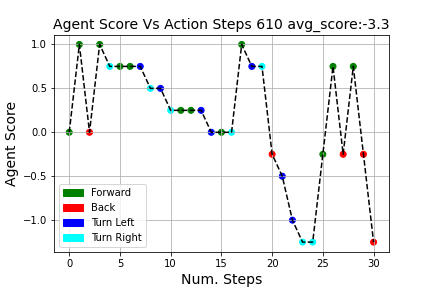 Agent Score Vs Action Steps 610 avg_score:-3.3
Agent Score
1.0
0.5
0.0
−0.5
−1.0
Forward
Back
Turn Left
Turn Right
0 5 10 15 20 25 30
Num. Steps